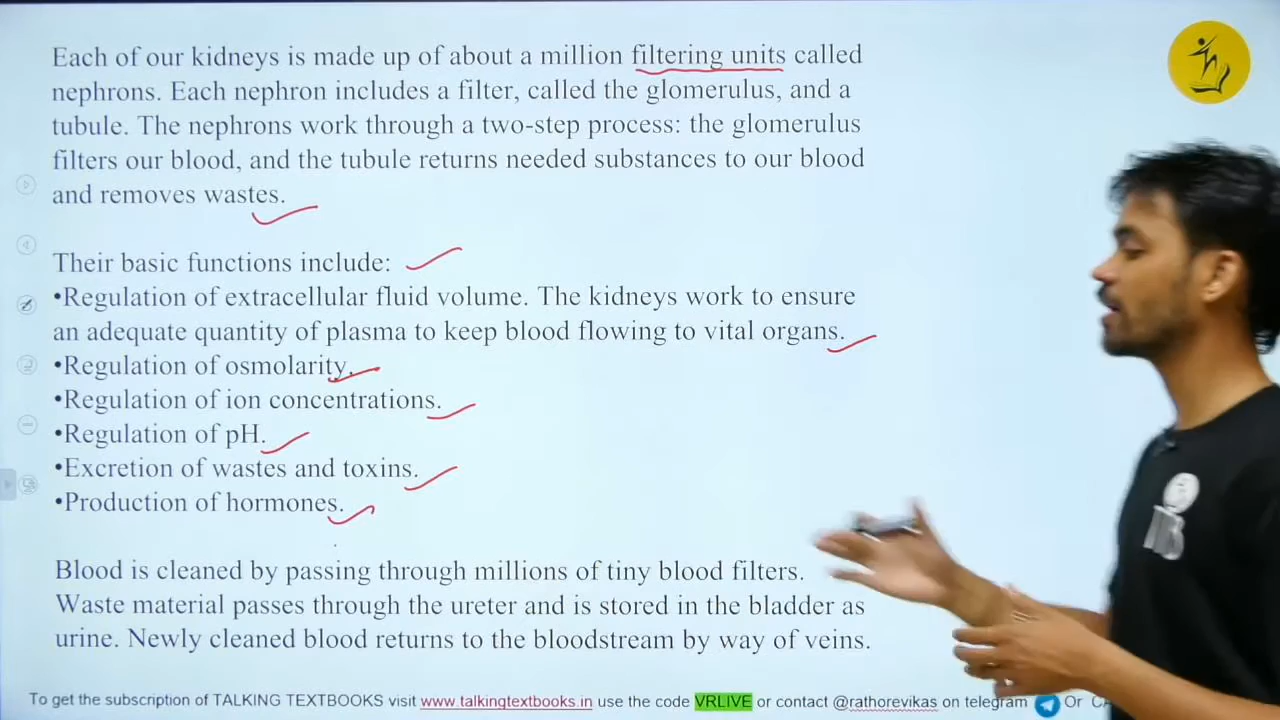 Each of our kidneys is made up of about a million filtering units called
nephrons. Each nephron includes a filter, called the glomerulus, and a
tubule. The nephrons work through a two-step process: the glomerulus
filters our blood, and the tubule returns needed substances to our blood
and removes wastes.
Their basic functions include:
•Regulation of extracellular fluid volume. The kidneys work to ensure
an adequate quantity of plasma to keep blood flowing to vital organs.
•Regulation of osmolarity.
•Regulation of ion concentrations.
•Regulation of pH.
•Excretion of wastes and toxins.
•Production of hormones.
Blood is cleaned by passing through millions of tiny blood filters.
Waste material passes through the ureter and is stored in the bladder as
urine. Newly cleaned blood returns to the bloodstream by way of veins.
To get the subscription of TALKING TEXTBOOKS visit www.talkingtextbooks.in use the code VRLIVE or contact @rathorevikas on telegram Or